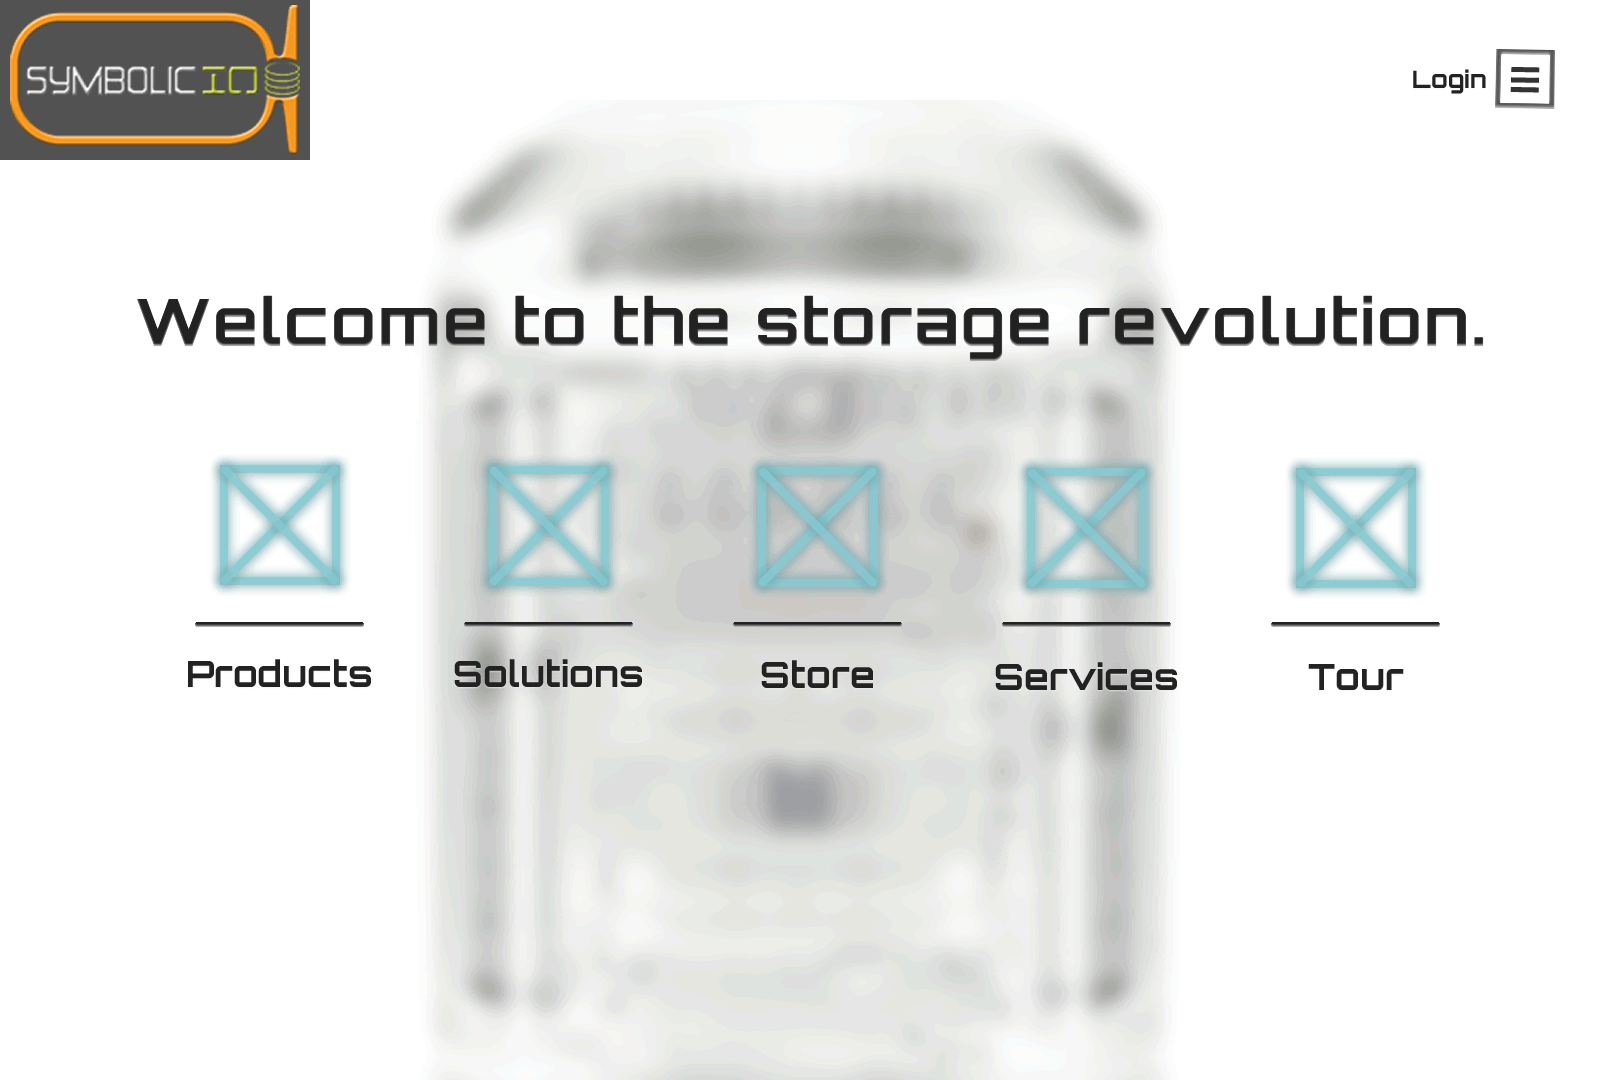 SYMBOLIC IO
Login
Welcome to the storage revolution.
Products
Solutions
Store
Services
Tour